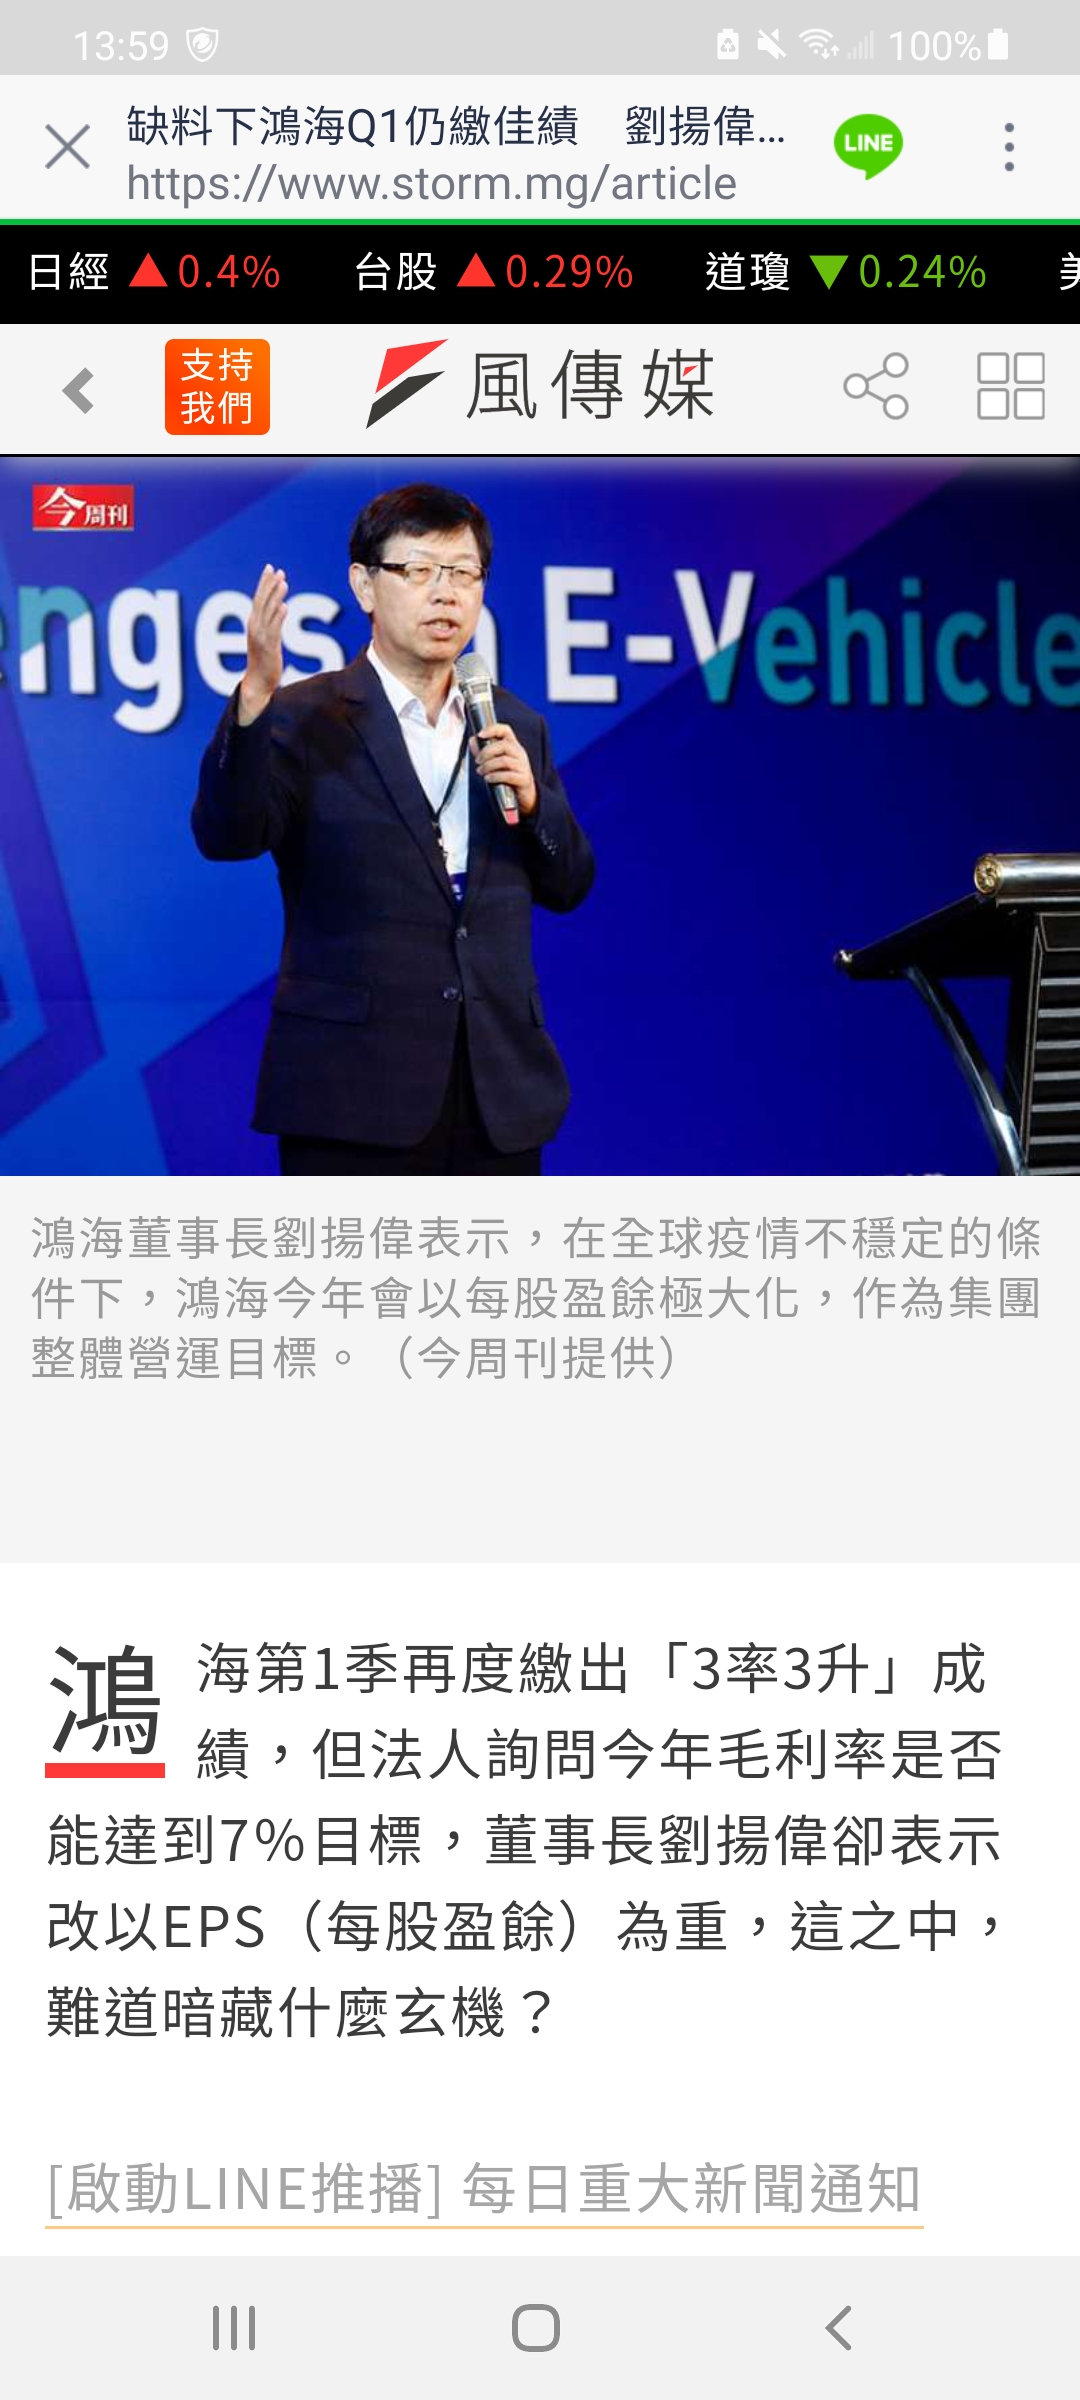 13:59
100%
缺料下鴻海Q1仍繳佳績　劉揚偉...
https://www.storm.mg/article
LINE
日經 ▲0.4% 台股 ▲0.29% 道瓊 ▼0.24% 美
支持
我們
風傳媒
今周刊
enges in E-Vehicle
鴻海董事長劉揚偉表示，在全球疫情不穩定的條
件下，鴻海今年會以每股盈餘極大化，作為集團
整體營運目標。（今周刊提供）
鴻海第1季再度繳出「3率3升」成
績，但法人詢問今年毛利率是否
能達到7%目標，董事長劉揚偉卻表示
改以EPS（每股盈餘）為重，這之中，
難道暗藏什麼玄機？
[啟動LINE推播] 每日重大新聞通知